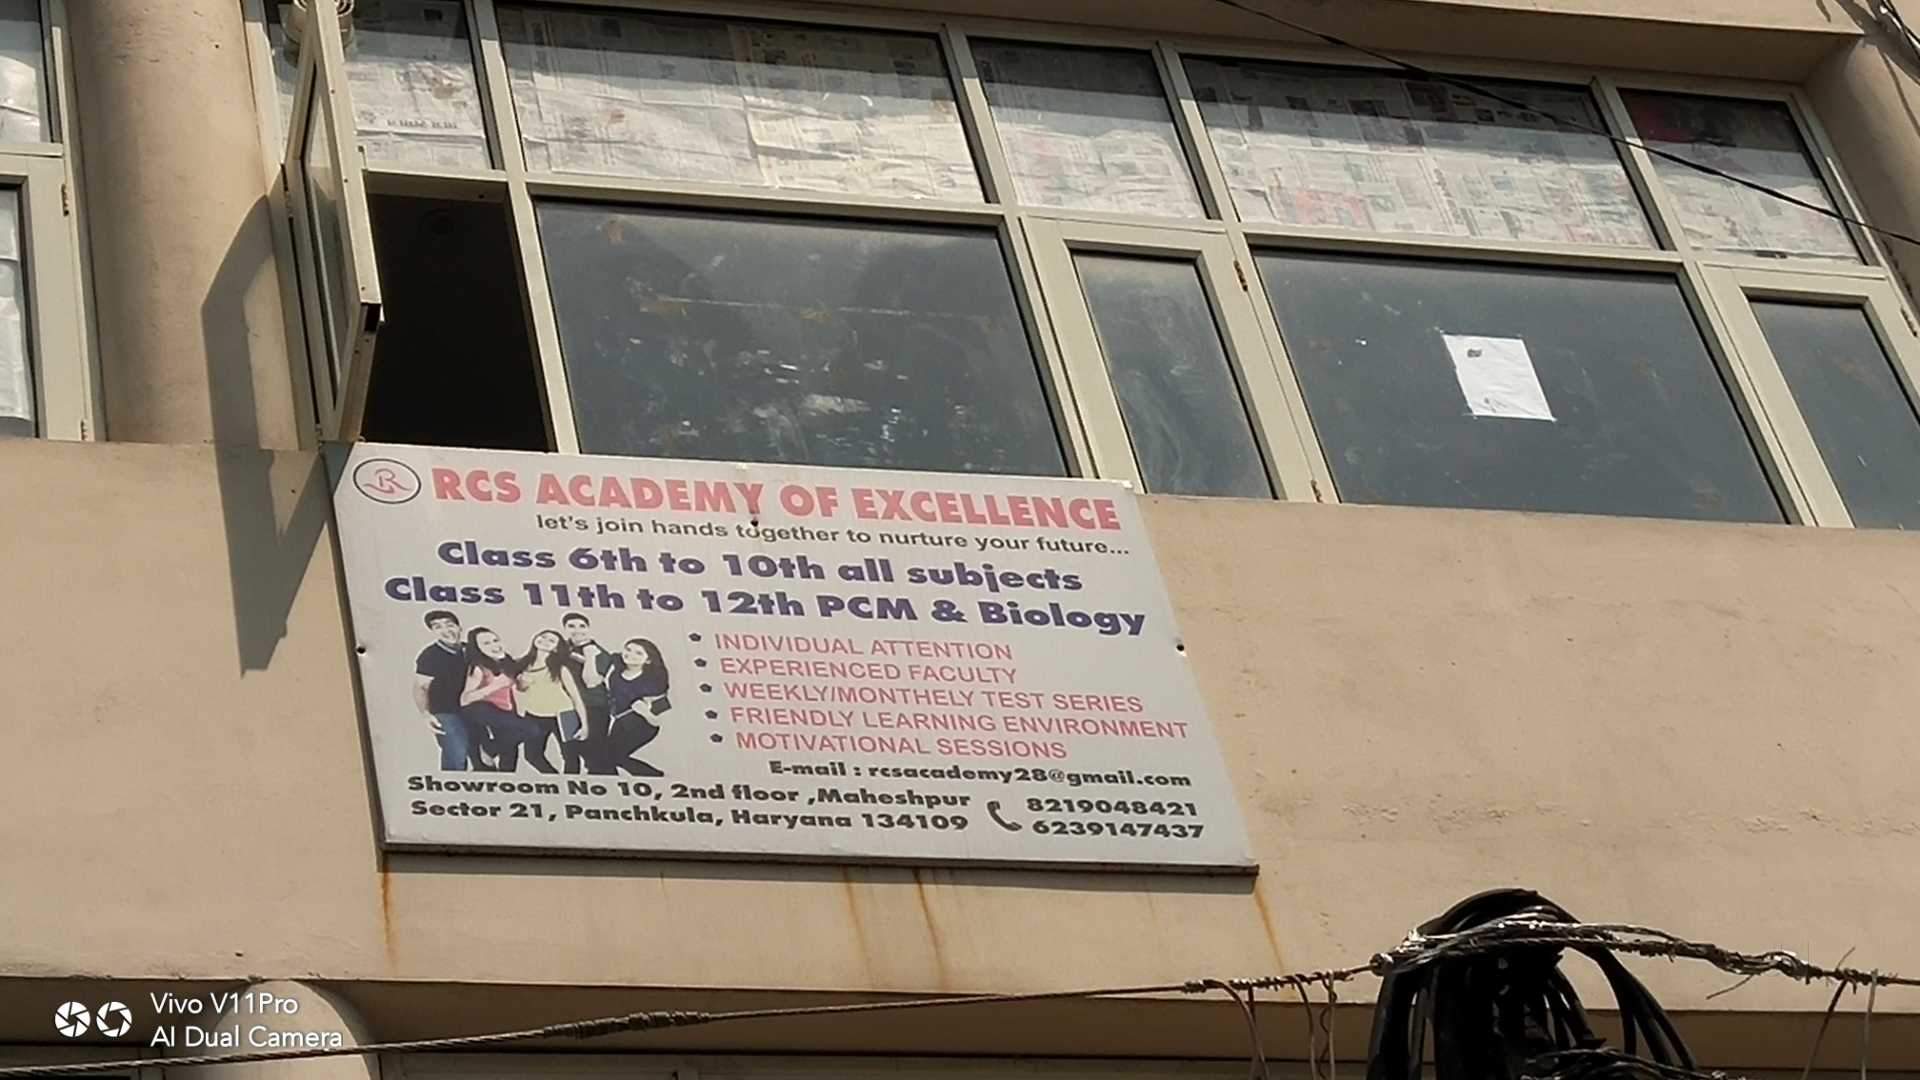 RCS ACADEMY OF EXCELLENCE
let's join hands together to nurture your future...
Class 6th to 10th all subjects
Class 11th to 12th PCM & Biology
INDIVIDUAL ATTENTION
EXPERIENCED FACULTY
WEEKLY/MONTHELY TEST SERIES
FRIENDLY LEARNING ENVIRONMENT
MOTIVATIONAL SESSIONS
E-mail : rcsacademy28@gmail.com
Showroom No 10, 2nd floor ,Maheshpur
Sector 21, Panchkula, Haryana 134109
8219048421
6239147437
Vivo V11Pro
AI Dual Camera